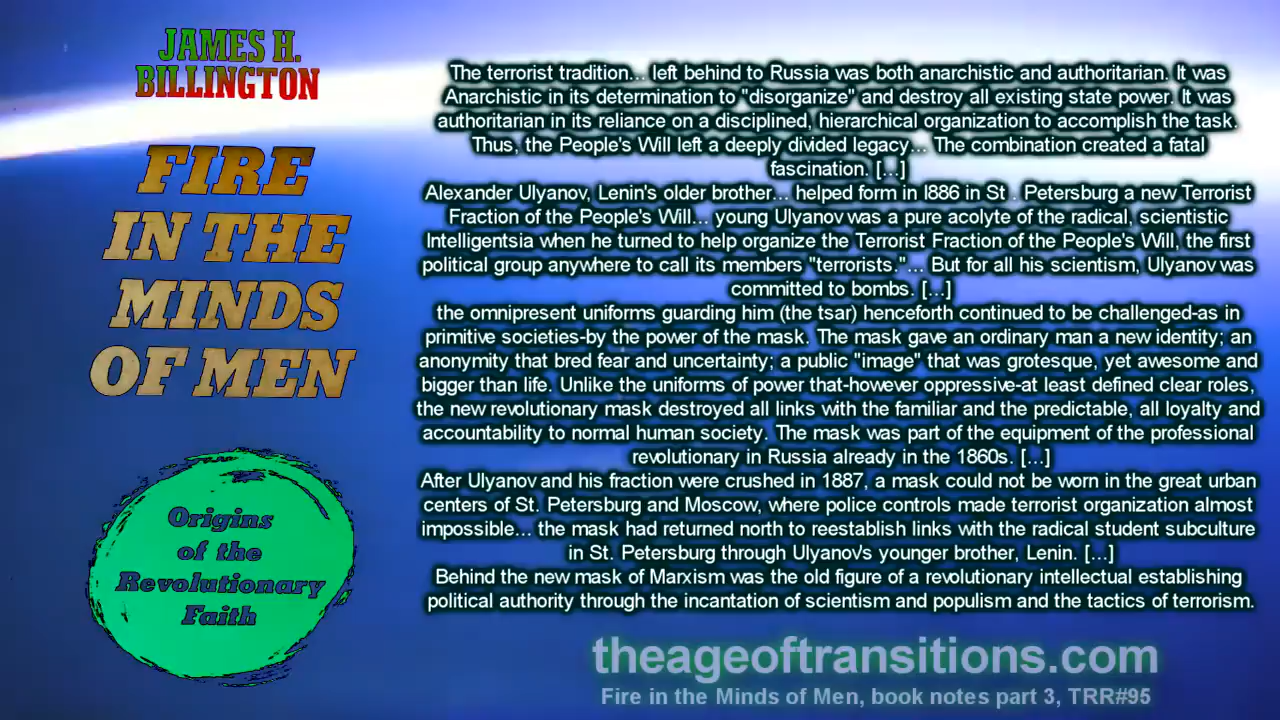 JAMES H.
BILLINGTON
FIRE
IN THE
MINDS
OF MEN
Origins
of the
Revolutionary
Faith
The terrorist tradition... left behind to Russia was both anarchistic and authoritarian. It was
Anarchistic in its determination to "disorganize" and destroy all existing state power. It was
authoritarian in its reliance on a disciplined, hierarchical organization to accomplish the task.
Thus, the People's Will left a deeply divided legacy... The combination created a fatal
fascination. [...]
Alexander Ulyanov, Lenin's older brother... helped form in l886 in St . Petersburg a new Terrorist
Fraction of the People's Will... young Ulyanov was a pure acolyte of the radical, scientistic
Intelligentsia when he turned to help organize the Terrorist Fraction of the People's Will, the first
political group anywhere to call its members "terrorists."... But for all his scientism, Ulyanov was
committed to bombs. [...]
the omnipresent uniforms guarding him (the tsar) henceforth continued to be challenged-as in
primitive societies-by the power of the mask. The mask gave an ordinary man a new identity; an
anonymity that bred fear and uncertainty; a public "image" that was grotesque, yet awesome and
bigger than life. Unlike the uniforms of power that-however oppressive-at least defined clear roles,
the new revolutionary mask destroyed all links with the familiar and the predictable, all loyalty and
accountability to normal human society. The mask was part of the equipment of the professional
revolutionary in Russia already in the 1860s. [...]
After Ulyanov and his fraction were crushed in 1887, a mask could not be worn in the great urban
centers of St. Petersburg and Moscow, where police controls made terrorist organization almost
impossible... the mask had returned north to reestablish links with the radical student subculture
in St. Petersburg through Ulyanov's younger brother, Lenin. [...]
Behind the new mask of Marxism was the old figure of a revolutionary intellectual establishing
political authority through the incantation of scientism and populism and the tactics of terrorism.
theageoftransitions.com
Fire in the Minds of Men, book notes part 3, TRR#95